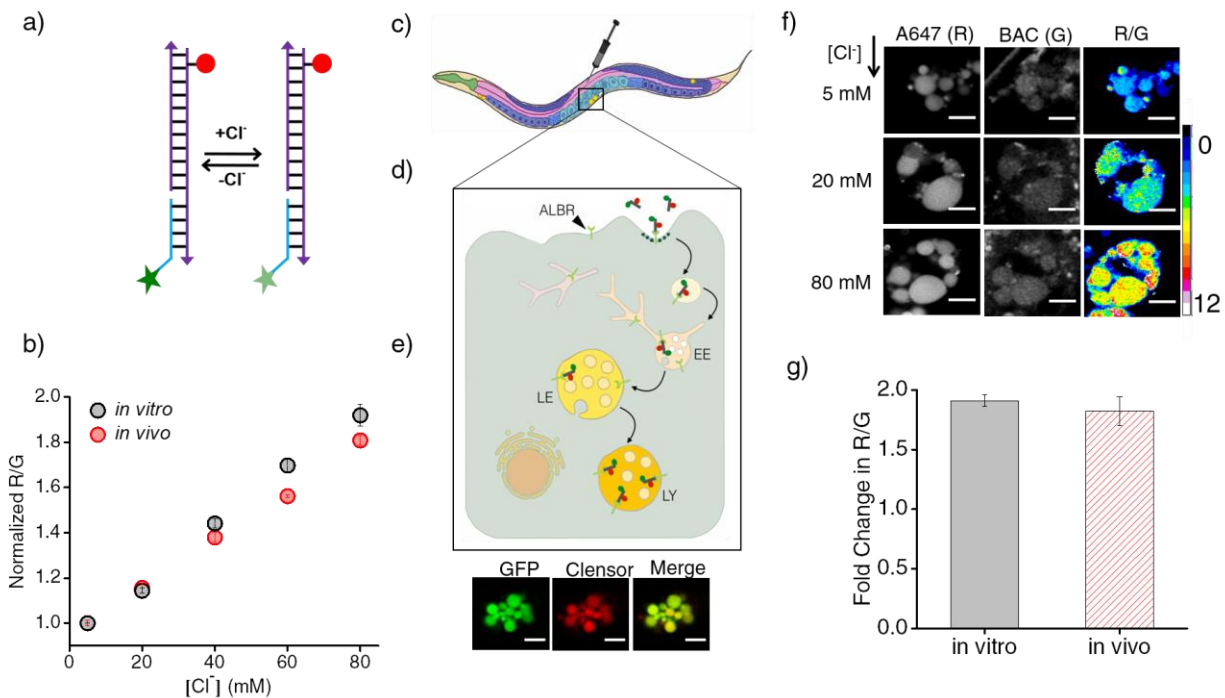 a)
+Cl-
-Cl-
b)
in vitro
in vivo
Normalized R/G
2.0
1.8
1.6
1.4
1.2
1.0
0
20
40
60
80
[Cl-] (mM)
c)
d)
ALBR
EE
LE
LY
e)
GFP
Clensor
Merge
f)
A647 (R)
BAC (G)
R/G
[Cl-]
5 mM
20 mM
80 mM
0
12
g)
Fold Change in R/G
2.0
1.5
1.0
0.5
0.0
in vitro
in vivo